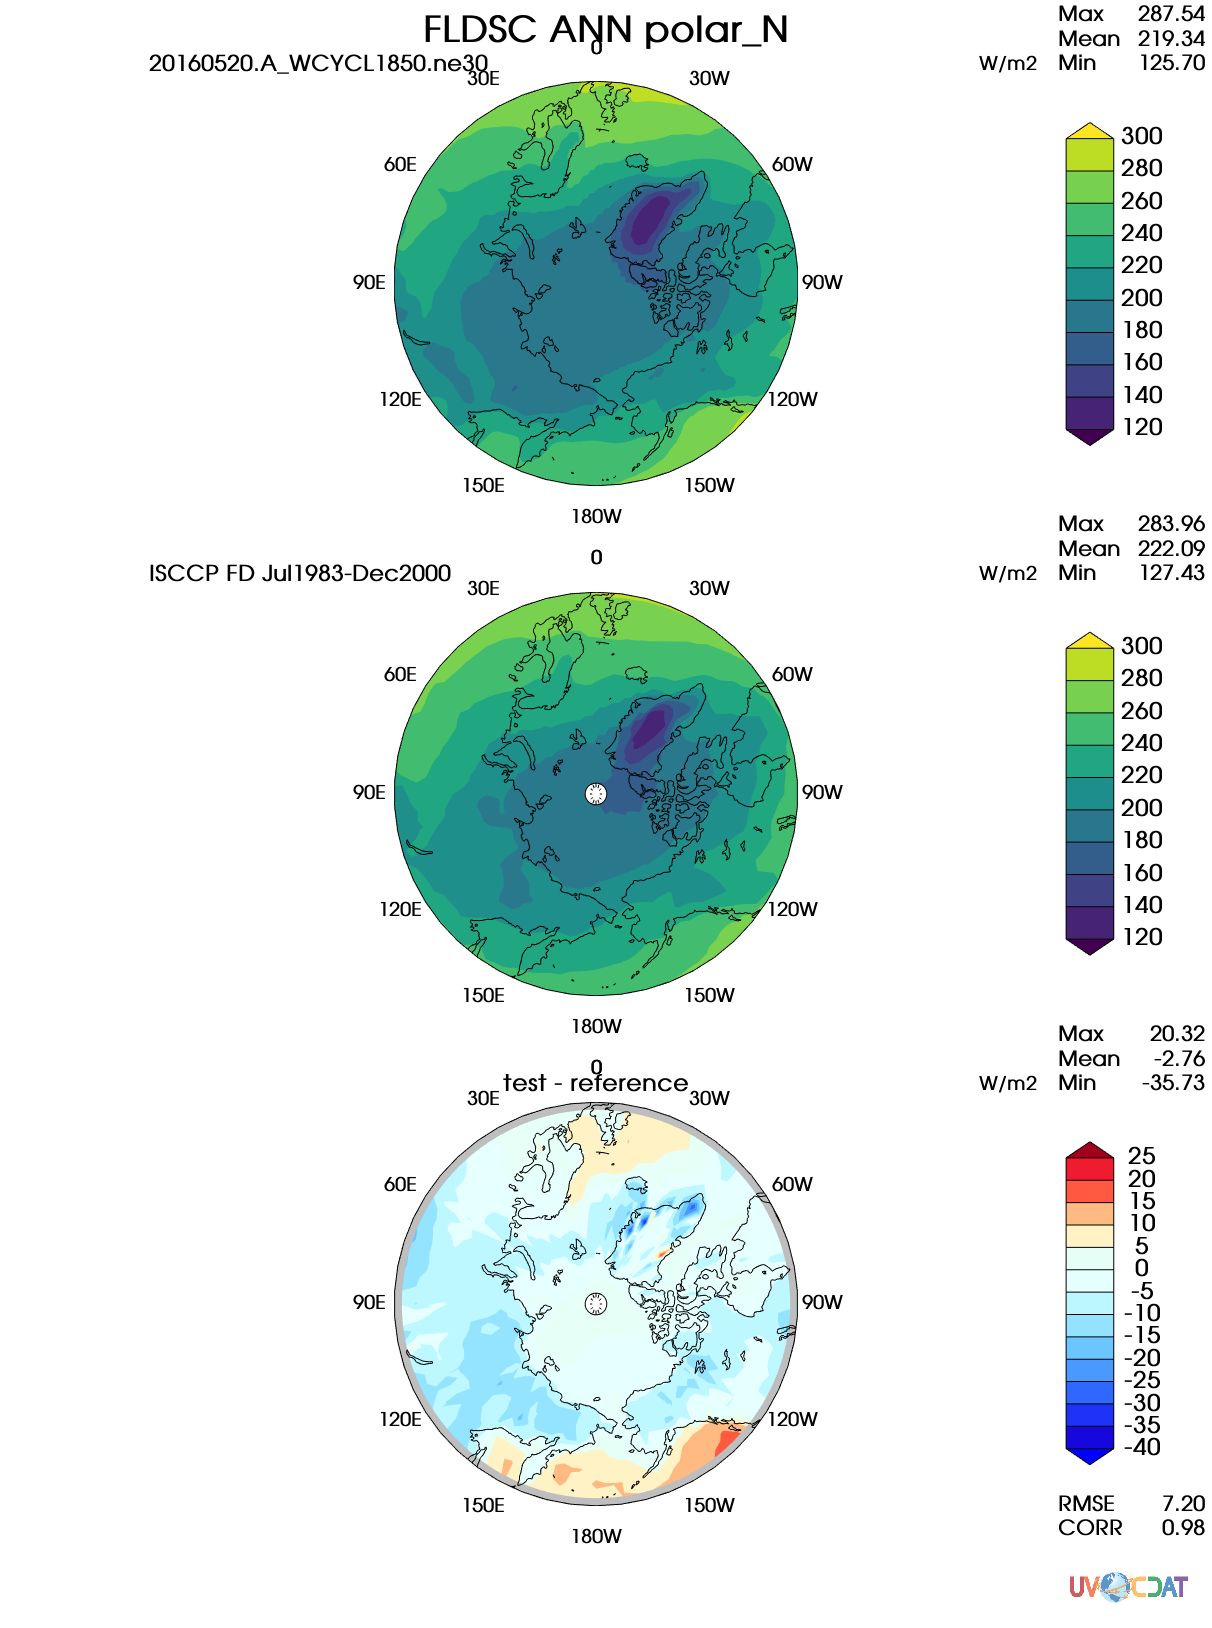 FLDSC ANN polar_N
20160520.A_WCYCL1850.ne30
W/m2
Max 287.54
Mean 219.34
Min 125.70
0
30E
30W
60E
60W
90E
90W
120E
120W
150E
150W
180W
300
280
260
240
220
200
180
160
140
120
ISCCP FD Jul1983-Dec2000
W/m2
Max 283.96
Mean 222.09
Min 127.43
0
30E
30W
60E
60W
90E
90W
120E
120W
150E
150W
180W
300
280
260
240
220
200
180
160
140
120
test - reference
W/m2
Max 20.32
Mean -2.76
Min -35.73
0
30E
30W
60E
60W
90E
90W
120E
120W
150E
150W
180W
25
20
15
10
5
0
-5
-10
-15
-20
-25
-30
-35
-40
RMSE 7.20
CORR 0.98
UV CDAT